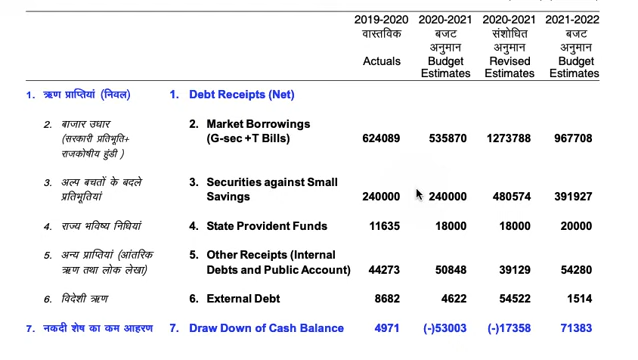 2019-2020 2020-2021 2020-2021 2021-2022
वास्तविक बजट संशोधित बजट
अनुमान अनुमान अनुमान
Actuals Budget Revised Budget
Estimates Estimates Estimates
1. ऋण प्राप्तियां (निवल) 1. Debt Receipts (Net)
2. बाजार उधार 2. Market Borrowings
(सरकारी प्रतिभूति+ (G-sec +T Bills) 624089 535870 1273788 967708
राजकोषीय हुंडी )
3. अल्प बचतों के बदले 3. Securities against Small
प्रतिभूतियां Savings 240000 240000 480574 391927
4. राज्य भविष्य निधियां 4. State Provident Funds 11635 18000 18000 20000
5. अन्य प्राप्तियां (आंतरिक 5. Other Receipts (Internal
ऋण तथा लोक लेखा) Debts and Public Account) 44273 50848 39129 54280
6. विदेशी ऋण 6. External Debt 8682 4622 54522 1514
7. नकदी शेष का कम आहरण 7. Draw Down of Cash Balance 4971 (-)53003 (-)17358 71383